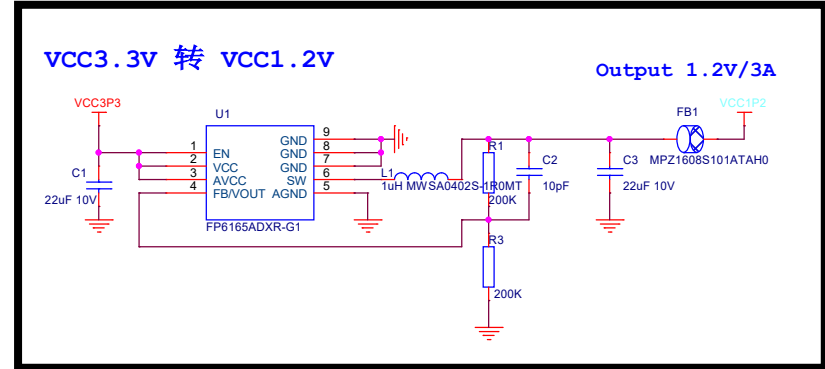 VCC3.3V 转 VCC1.2V
Output 1.2V/3A
VCC3P3
VCC1P2
U1
FB1
MPZ1608S101ATAH0
C1
22uF 10V
1 EN
2 VCC
3 AVCC
4 FB/VOUT
GND 9
GND 8
GND 7
SW 6
AGND 5
FP6165ADXR-G1
L1
1uH MWSA0402S-1R0MT
R1
200K
C2
10pF
C3
22uF 10V
R3
200K